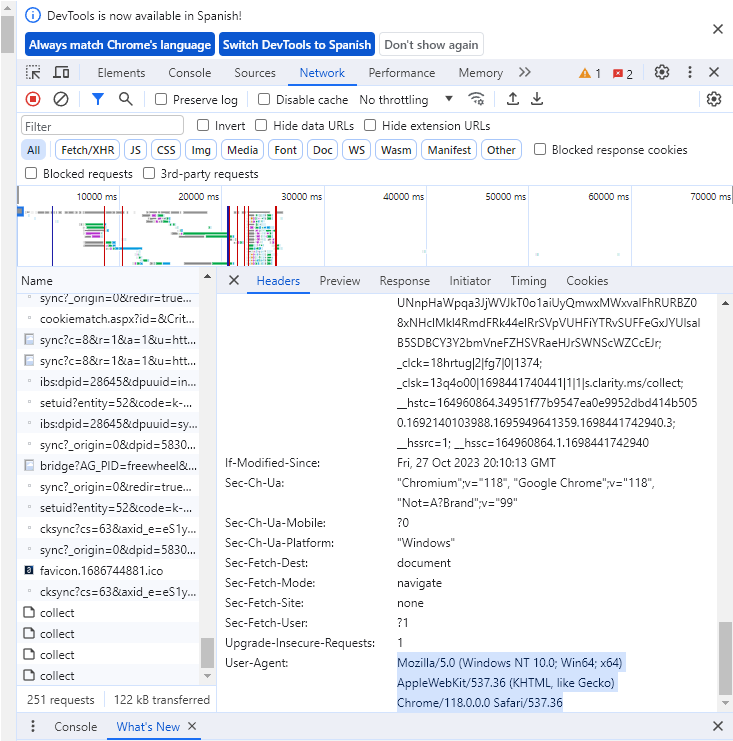 DevTools is now available in Spanish!
Always match Chrome's language Switch DevTools to Spanish Don't show again
Elements Console Sources Network Performance Memory 1 2
Preserve log Disable cache No throttling
Filter Invert Hide data URLs Hide extension URLs
All Fetch/XHR JS CSS Img Media Font Doc WS Wasm Manifest Other Blocked response cookies
Blocked requests 3rd-party requests
10000 ms 20000 ms 30000 ms 40000 ms 50000 ms 60000 ms 70000 ms
Name
sync?_origin=0&redir=true...
cookiematch.aspx?id=&Crit...
sync?c=8&r=1&a=1&u=htt...
sync?c=8&r=1&a=1&u=htt...
ibs:dpid=28645&dpuuid=in...
setuid?entity=52&code=k-...
ibs:dpid=28645&dpuuid=sy...
sync?_origin=0&dpid=5830...
bridge?AG_PID=freewheel&...
sync?_origin=0&redir=true...
setuid?entity=52&code=k-...
cksync?cs=63&axid_e=eS1y...
sync?_origin=0&dpid=5830...
favicon.1686744881.ico
cksync?cs=63&axid_e=eS1y...
collect
collect
collect
collect
251 requests 122 kB transferred
Headers Preview Response Initiator Timing Cookies
_clck=18hrtug|2|fg7|0|1374;
_clsk=13q4o00|1698441740441|1|1|s.clarity.ms/collect;
__hstc=164960864.34951f77b9547ea0e9952dbd414b505
0.1692140103988.1695949641359.1698441742940.3;
__hssrc=1; __hssc=164960864.1.1698441742940
If-Modified-Since: Fri, 27 Oct 2023 20:10:13 GMT
Sec-Ch-Ua: "Chromium";v="118", "Google Chrome";v="118",
"Not=A?Brand";v="99"
Sec-Ch-Ua-Mobile: ?0
Sec-Ch-Ua-Platform: "Windows"
Sec-Fetch-Dest: document
Sec-Fetch-Mode: navigate
Sec-Fetch-Site: none
Sec-Fetch-User: ?1
Upgrade-Insecure-Requests: 1
User-Agent: Mozilla/5.0 (Windows NT 10.0; Win64; x64)
AppleWebKit/537.36 (KHTML, like Gecko)
Chrome/118.0.0.0 Safari/537.36
Console What's New